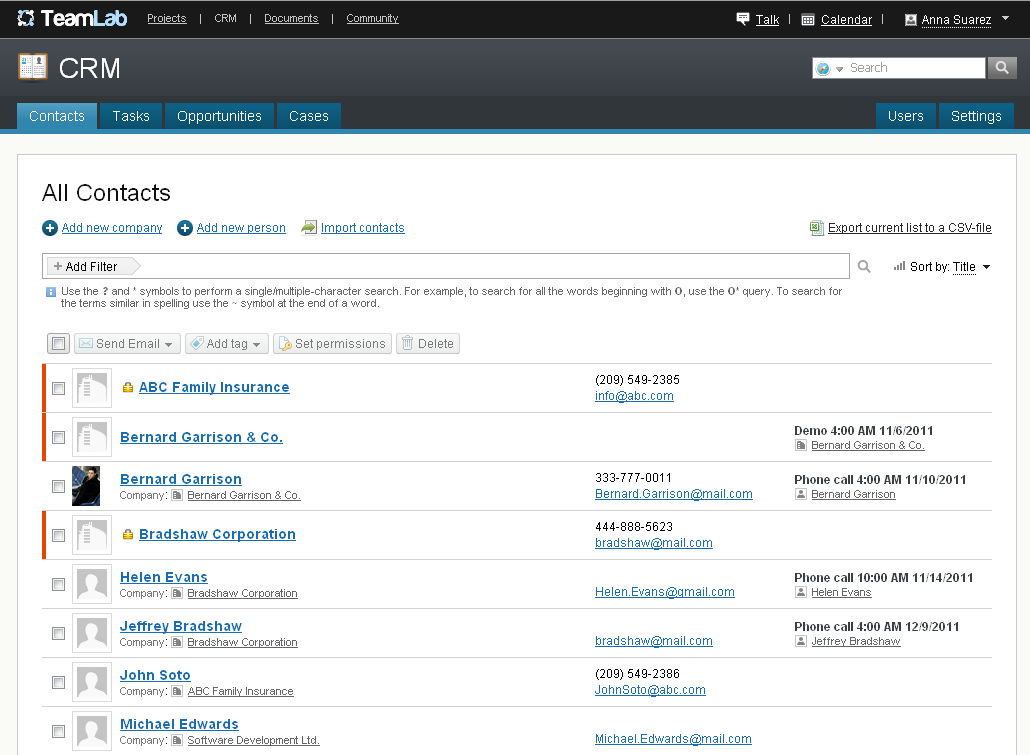 TeamLab Projects | CRM | Documents | Community Talk | Calendar | Anna Suarez
CRM Search
Contacts Tasks Opportunities Cases Users Settings
All Contacts
Add new company Add new person Import contacts Export current list to a CSV-file
+ Add Filter Sort by: Title
Use the ? and * symbols to perform a single/multiple-character search. For example, to search for all the words beginning with O, use the O* query. To search for
the terms similar in spelling use the ~ symbol at the end of a word.
Send Email Add tag Set permissions Delete
ABC Family Insurance
(209) 549-2385
info@abc.com
Bernard Garrison & Co.
Demo 4:00 AM 11/6/2011
Bernard Garrison & Co.
Bernard Garrison
Company: Bernard Garrison & Co.
333-777-0011
Bernard.Garrison@mail.com
Phone call 4:00 AM 11/10/2011
Bernard Garrison
Bradshaw Corporation
444-888-5623
bradshaw@mail.com
Helen Evans
Company: Bradshaw Corporation
Helen.Evans@gmail.com
Phone call 10:00 AM 11/14/2011
Helen Evans
Jeffrey Bradshaw
Company: Bradshaw Corporation
bradshaw@mail.com
Phone call 4:00 AM 12/9/2011
Jeffrey Bradshaw
John Soto
Company: ABC Family Insurance
(209) 549-2386
JohnSoto@abc.com
Michael Edwards
Company: Software Development Ltd.
Michael.Edwards@mail.com